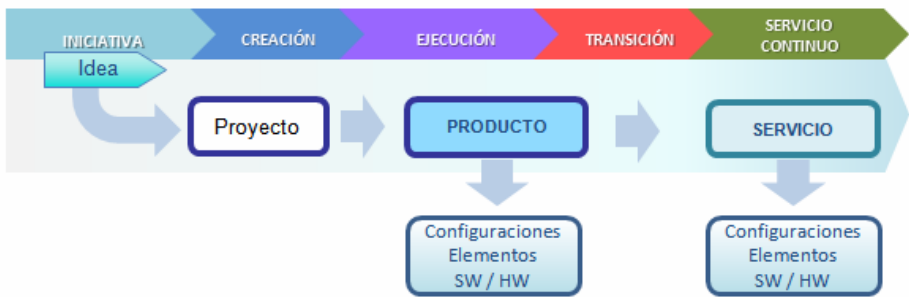 INICIATIVA
CREACIÓN
EJECUCIÓN
TRANSICIÓN
SERVICIO
CONTINUO
Idea
Proyecto
PRODUCTO
SERVICIO
Configuraciones
Elementos
SW / HW
Configuraciones
Elementos
SW / HW